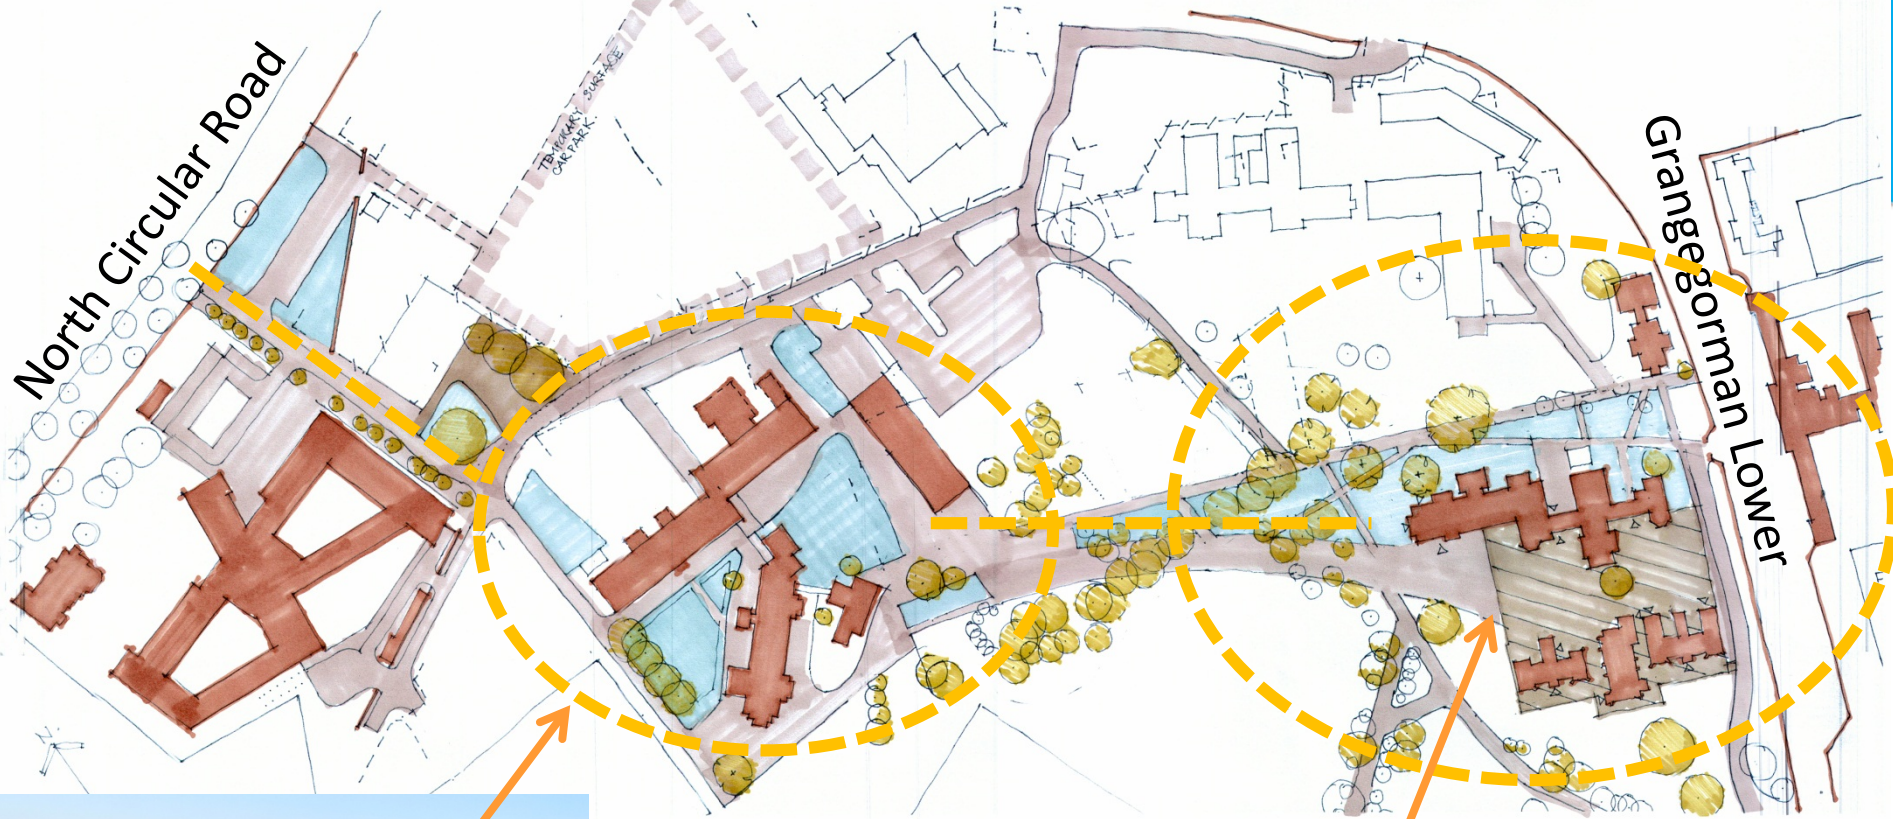 North Circular Road
TEMPORARY SURFACE
CAR PARK.
Grangegorman Lower